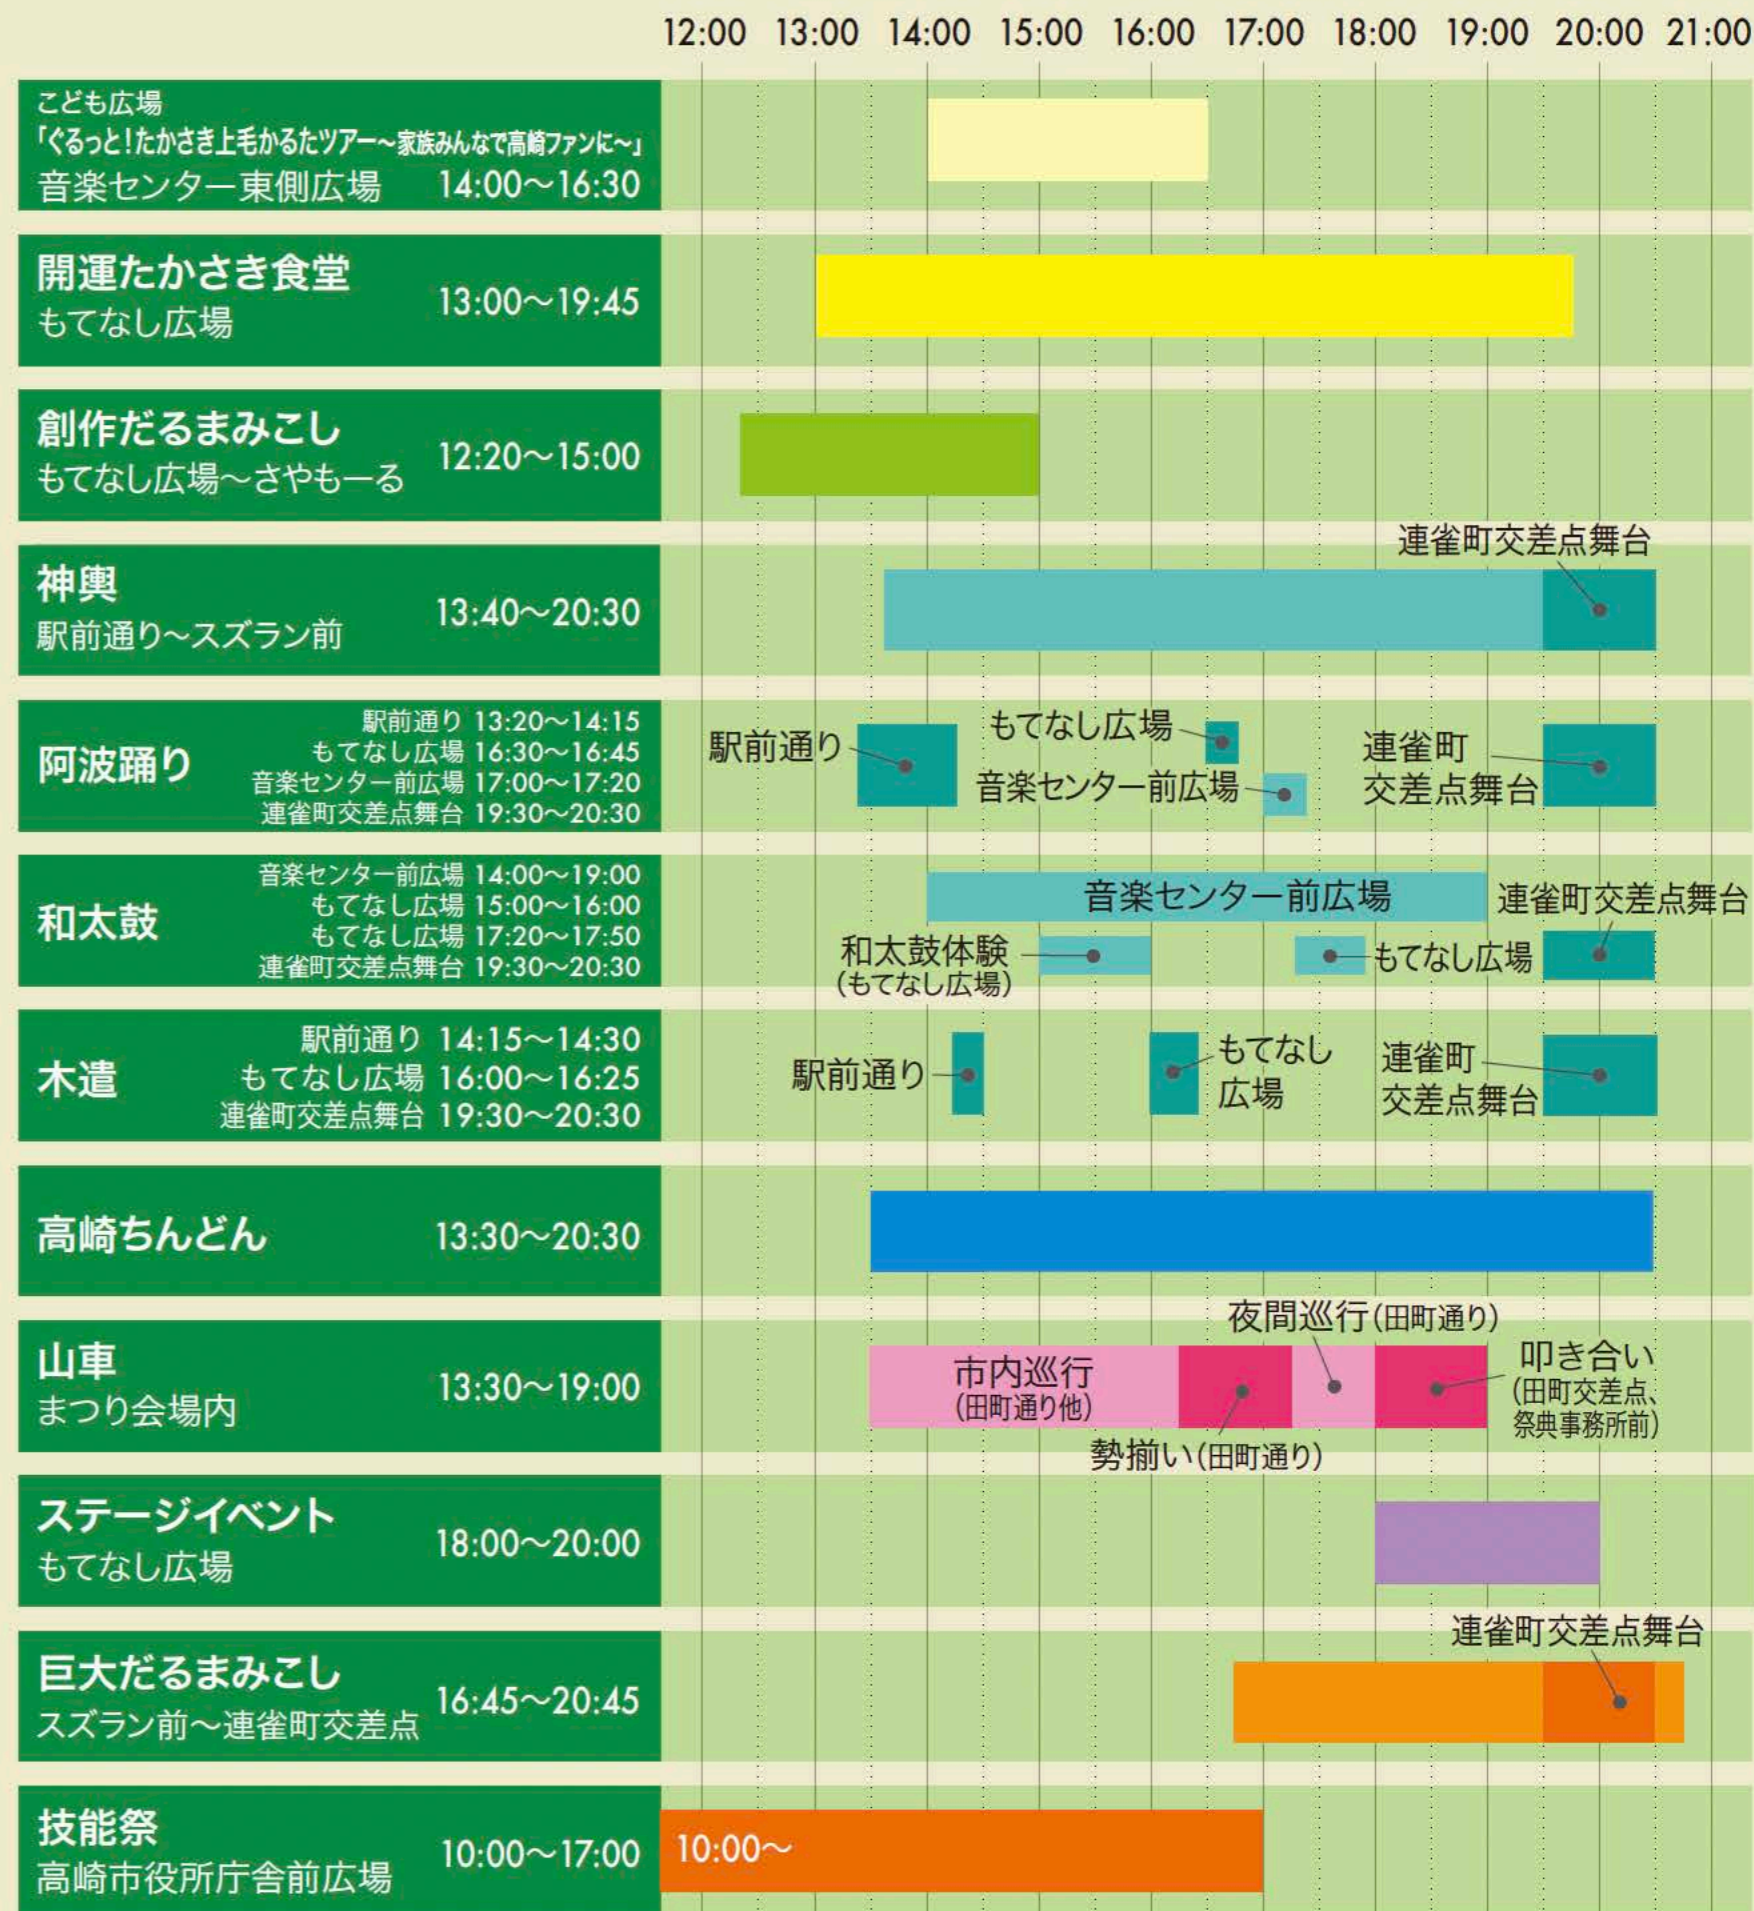 12:00 13:00 14:00 15:00 16:00 17:00 18:00 19:00 20:00 21:00
こども広場
「ぐるっと!たかさき上毛かるたツアー～家族みんなで高崎ファンに～」
音楽センター東側広場 14:00～16:30
開運たかさき食堂
もてなし広場
13:00～19:45
創作だるまみこし
もてなし広場～さやもーる
12:20～15:00
神輿
駅前通り～スズラン前
13:40～20:30
連雀町交差点舞台
阿波踊り
駅前通り 13:20～14:15
もてなし広場 16:30～16:45
音楽センター前広場 17:00～17:20
連雀町交差点舞台 19:30～20:30
駅前通り
もてなし広場
音楽センター前広場
連雀町
交差点舞台
和太鼓
音楽センター前広場 14:00～19:00
もてなし広場 15:00～16:00
もてなし広場 17:20～17:50
連雀町交差点舞台 19:30～20:30
音楽センター前広場
連雀町交差点舞台
和太鼓体験
(もてなし広場)
もてなし広場
木遣
駅前通り 14:15～14:30
もてなし広場 16:00～16:25
連雀町交差点舞台 19:30～20:30
駅前通り
もてなし
広場
連雀町
交差点舞台
高崎ちんどん
13:30～20:30
山車
まつり会場内
13:30～19:00
夜間巡行(田町通り)
市内巡行
(田町通り他)
叩き合い
(田町交差点、
祭典事務所前)
勢揃い(田町通り)
ステージイベント
もてなし広場
18:00～20:00
巨大だるまみこし
スズラン前～連雀町交差点
16:45～20:45
連雀町交差点舞台
技能祭
高崎市役所庁舎前広場
10:00～17:00
10:00～